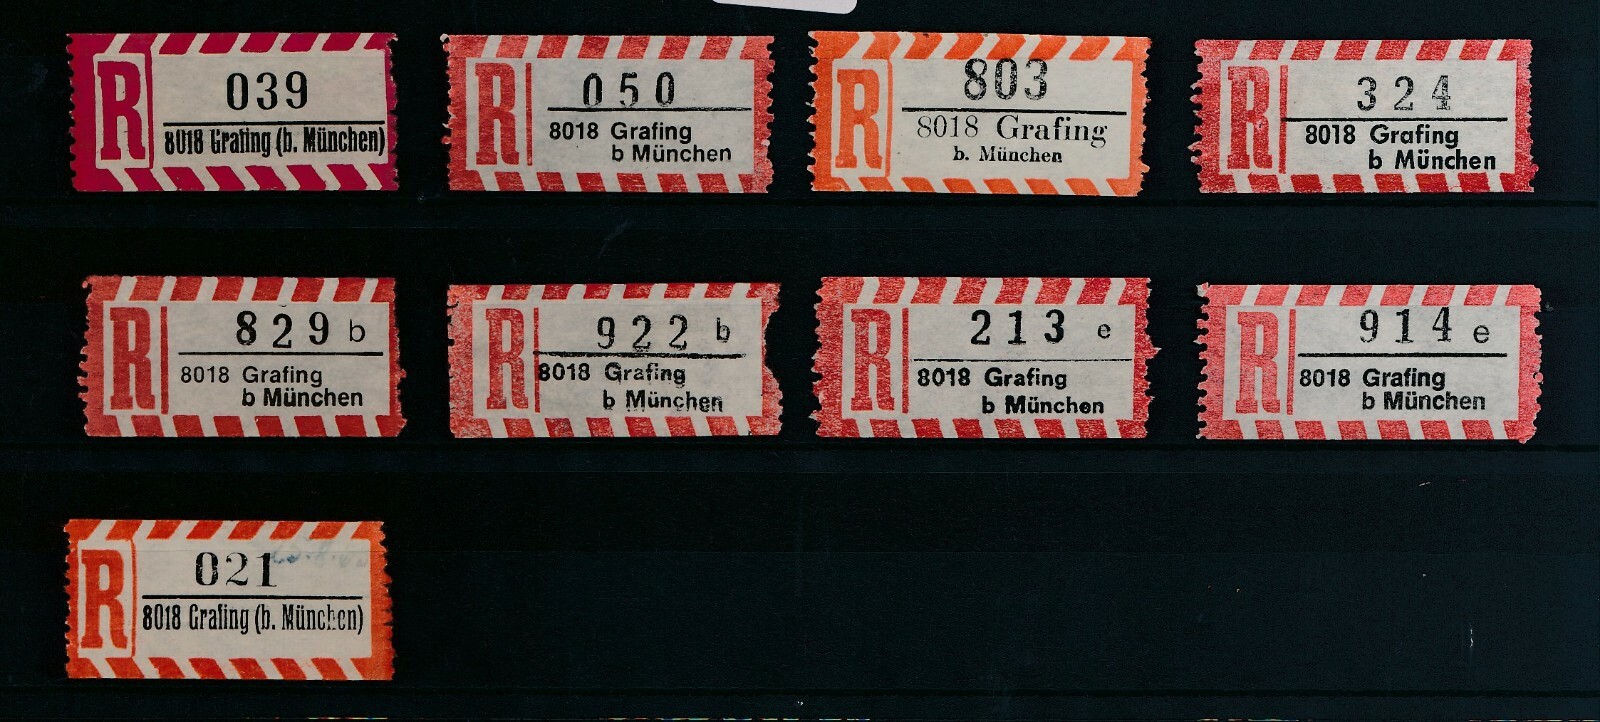 R 039
8018 Grafing (b. München)
R 050
8018 Grafing
b München
R 803
8018 Grafing
b. München
R 324
8018 Grafing
b München
R 829 b
8018 Grafing
b München
R 922 b
8018 Grafing
b München
R 213 e
8018 Grafing
b München
R 914 e
8018 Grafing
b München
R 021
8018 Grafing (b. München)